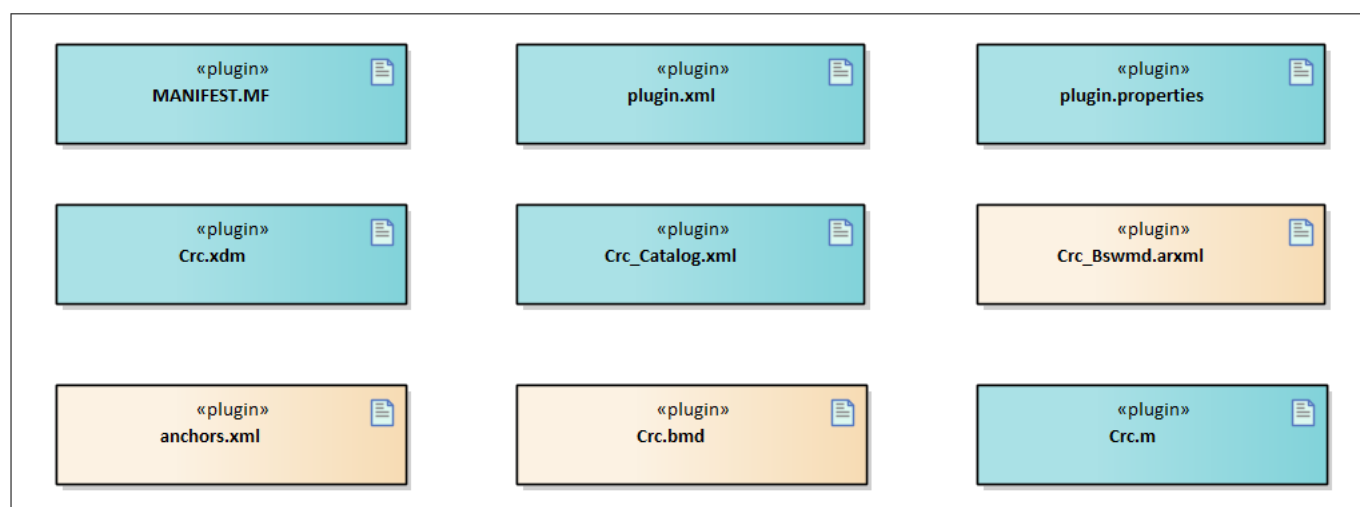 «plugin»
MANIFEST.MF
«plugin»
plugin.xml
«plugin»
plugin.properties
«plugin»
Crc.xdm
«plugin»
Crc_Catalog.xml
«plugin»
Crc_Bswmd.arxml
«plugin»
anchors.xml
«plugin»
Crc.bmd
«plugin»
Crc.m